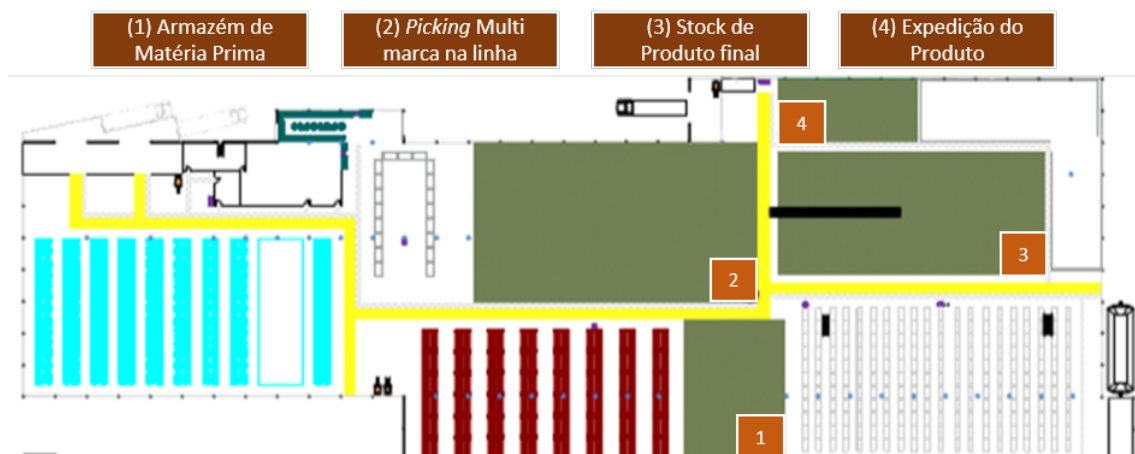 (1) Armazém de
Matéria Prima
(2) Picking Multi
marca na linha
(3) Stock de
Produto final
(4) Expedição do
Produto
4
3
2
1